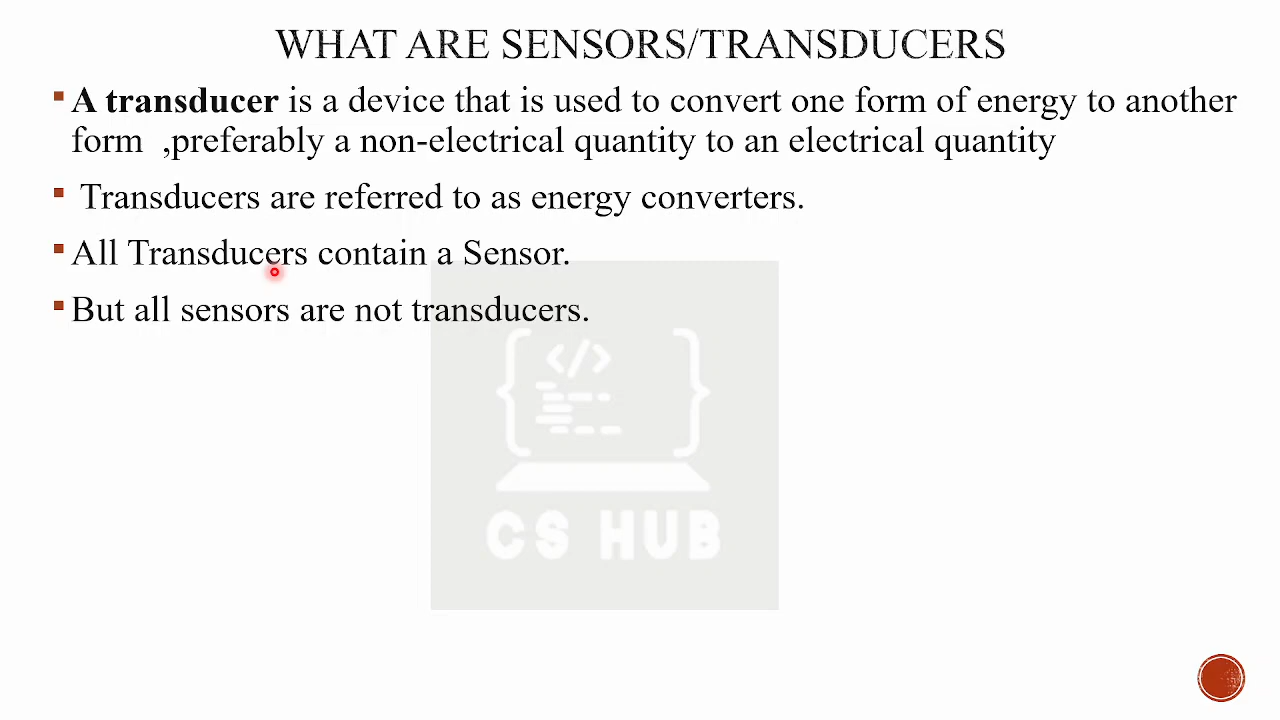 WHAT ARE SENSORS/TRANSDUCERS
A transducer is a device that is used to convert one form of energy to another
form ,preferably a non-electrical quantity to an electrical quantity
Transducers are referred to as energy converters.
All Transducers contain a Sensor.
But all sensors are not transducers.
</>
CS HUB